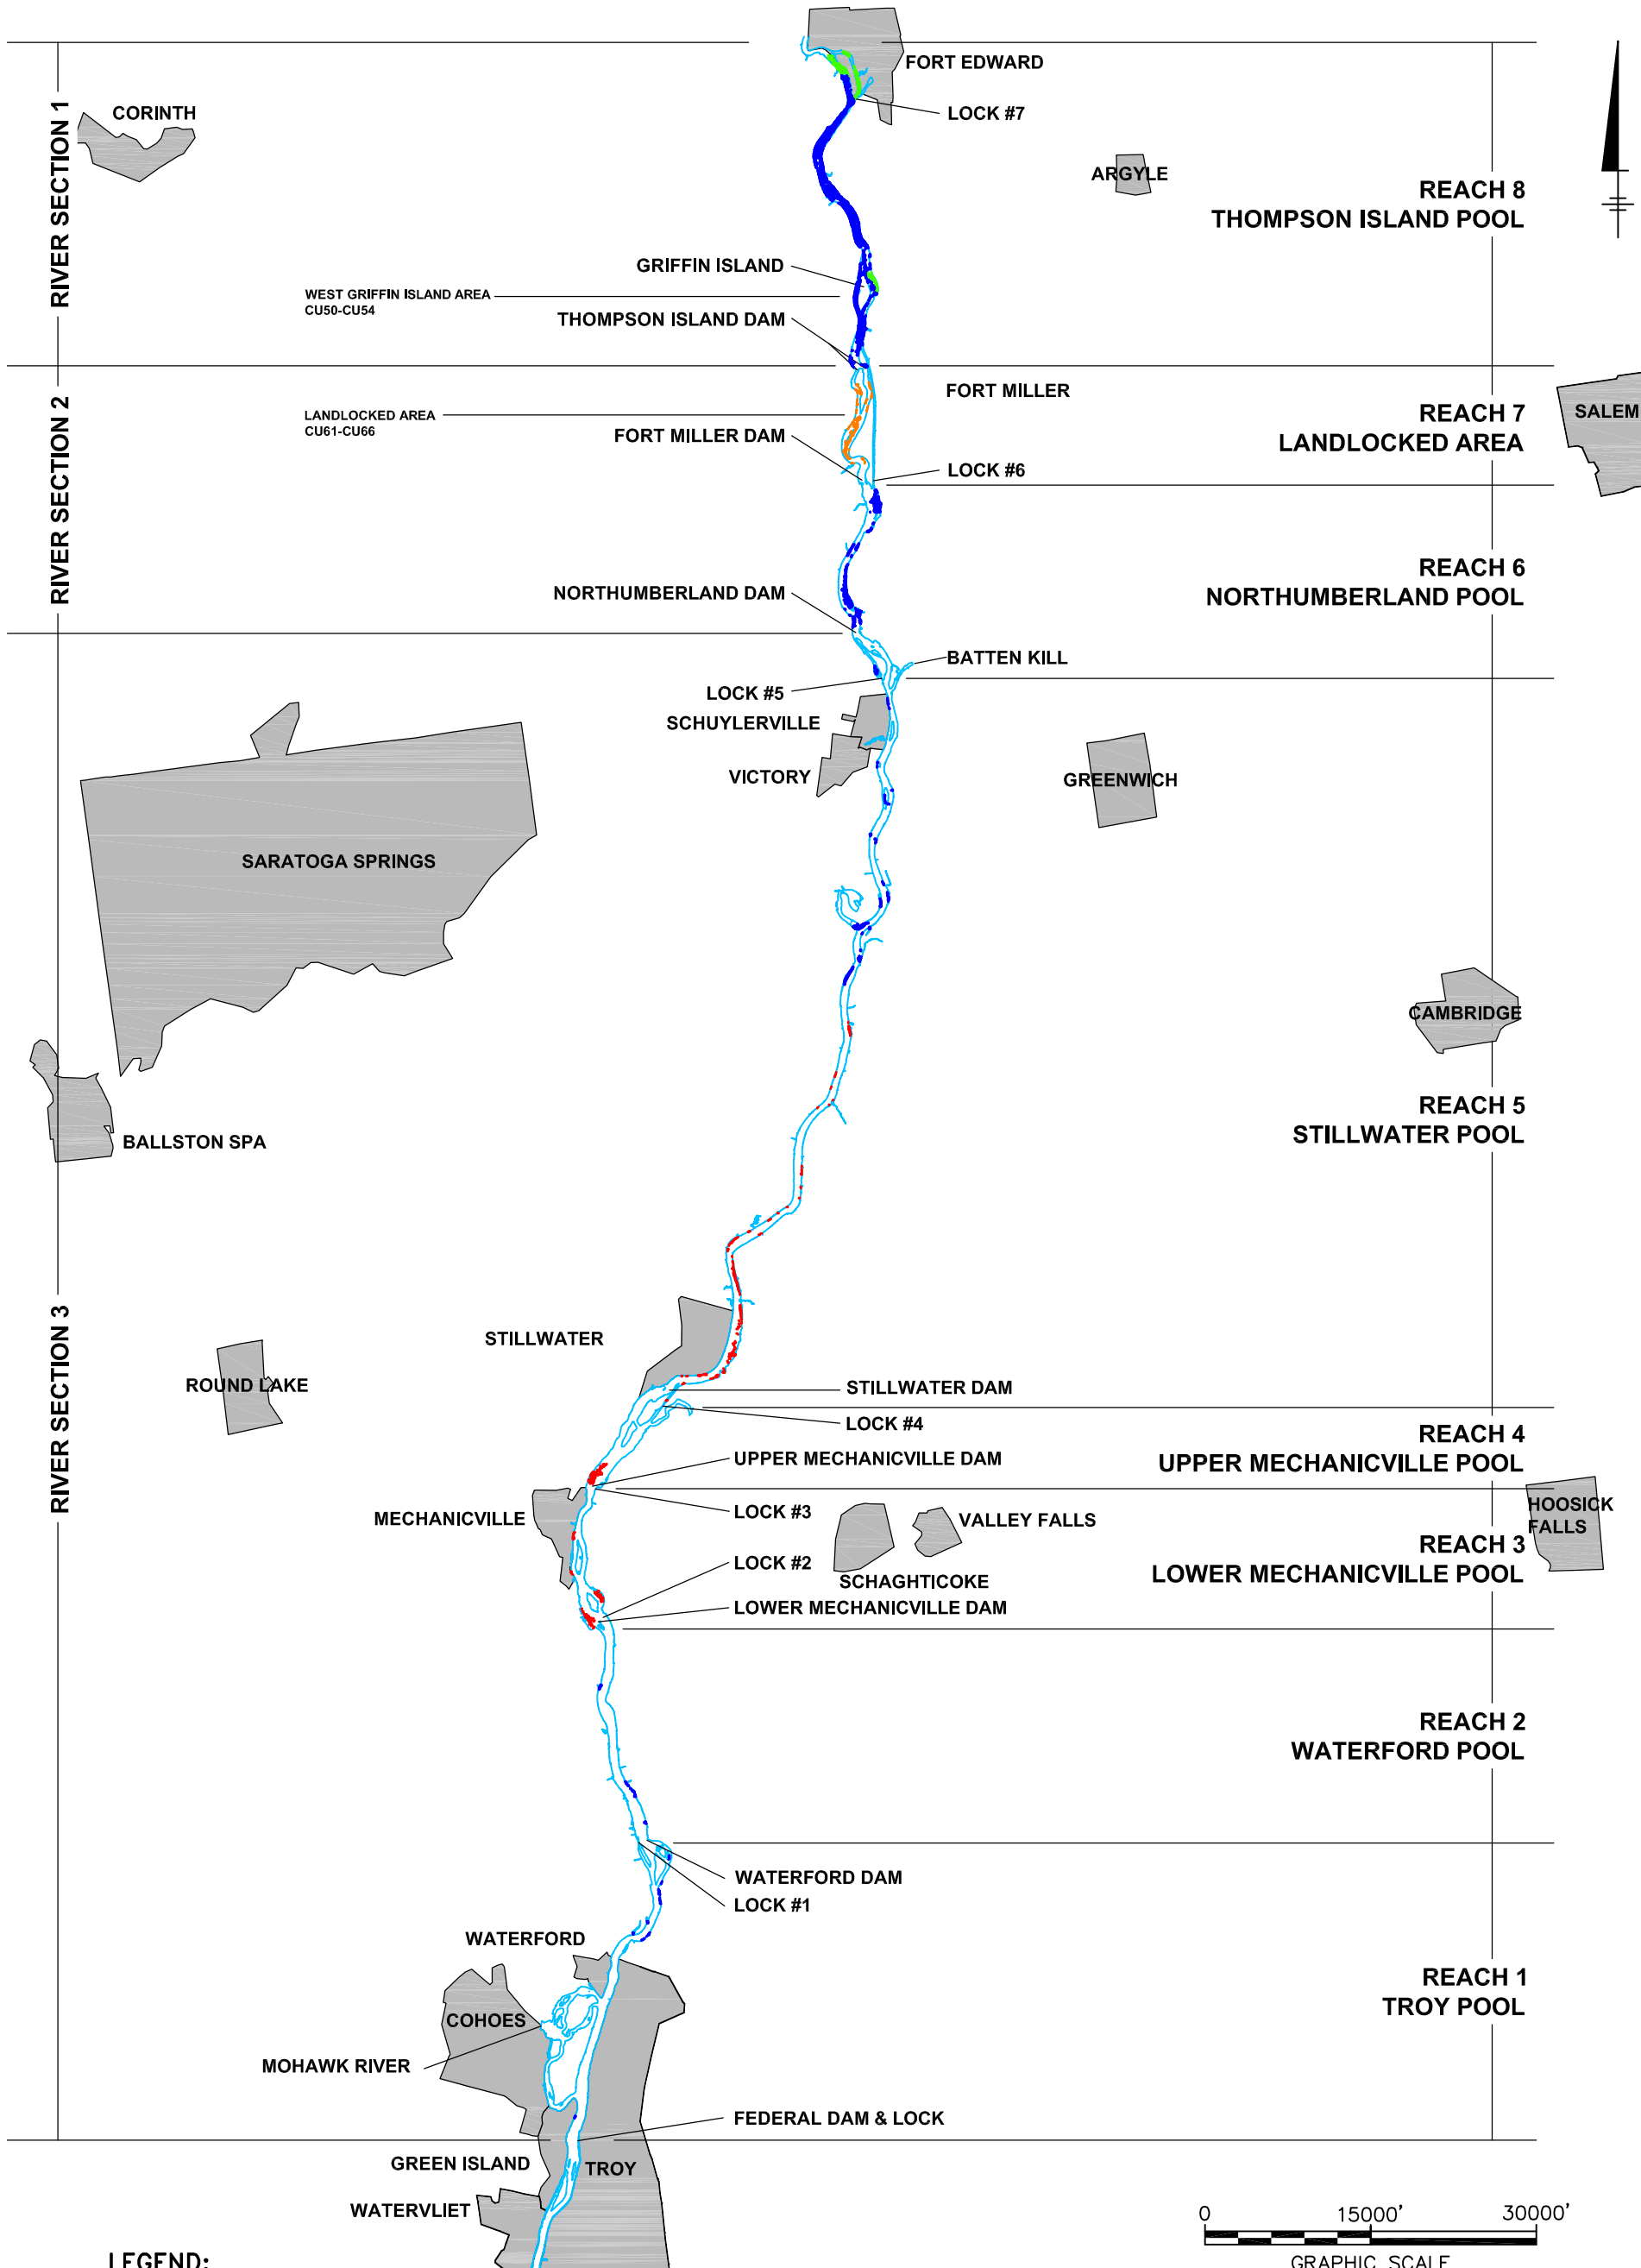 FORT EDWARD
RIVER SECTION 1
CORINTH
LOCK #7
ARGYLE
REACH 8
THOMPSON ISLAND POOL
GRIFFIN ISLAND
WEST GRIFFIN ISLAND AREA
CU50-CU54
THOMPSON ISLAND DAM
RIVER SECTION 2
FORT MILLER
LANDLOCKED AREA
CU61-CU66
REACH 7
LANDLOCKED AREA
SALEM
FORT MILLER DAM
LOCK #6
REACH 6
NORTHUMBERLAND POOL
NORTHUMBERLAND DAM
BATTEN KILL
LOCK #5
SCHUYLERVILLE
VICTORY
GREENWICH
SARATOGA SPRINGS
CAMBRIDGE
REACH 5
STILLWATER POOL
BALLSTON SPA
RIVER SECTION 3
STILLWATER
ROUND LAKE
STILLWATER DAM
LOCK #4
REACH 4
UPPER MECHANICVILLE POOL
UPPER MECHANICVILLE DAM
LOCK #3
MECHANICVILLE
VALLEY FALLS
HOOSICK
FALLS
REACH 3
LOWER MECHANICVILLE POOL
LOCK #2
SCHAGHTICOKE
LOWER MECHANICVILLE DAM
REACH 2
WATERFORD POOL
WATERFORD DAM
LOCK #1
WATERFORD
REACH 1
TROY POOL
COHOES
MOHAWK RIVER
FEDERAL DAM & LOCK
GREEN ISLAND
TROY
WATERVLIET
0 15000' 30000'
GRAPHIC SCALE
LEGEND: